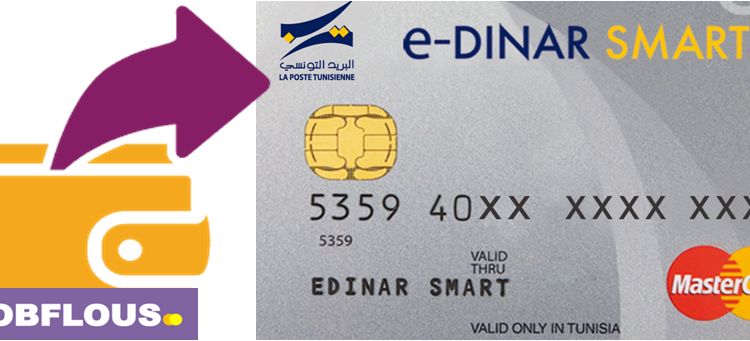 البريد التونسي
LA POSTE TUNISIENNE
e-DINAR SMART
5359 40XX XXXX XXX
5359
VALID
THRU
EDINAR SMART
MasterC
VALID ONLY IN TUNISIA
OBFLOUS